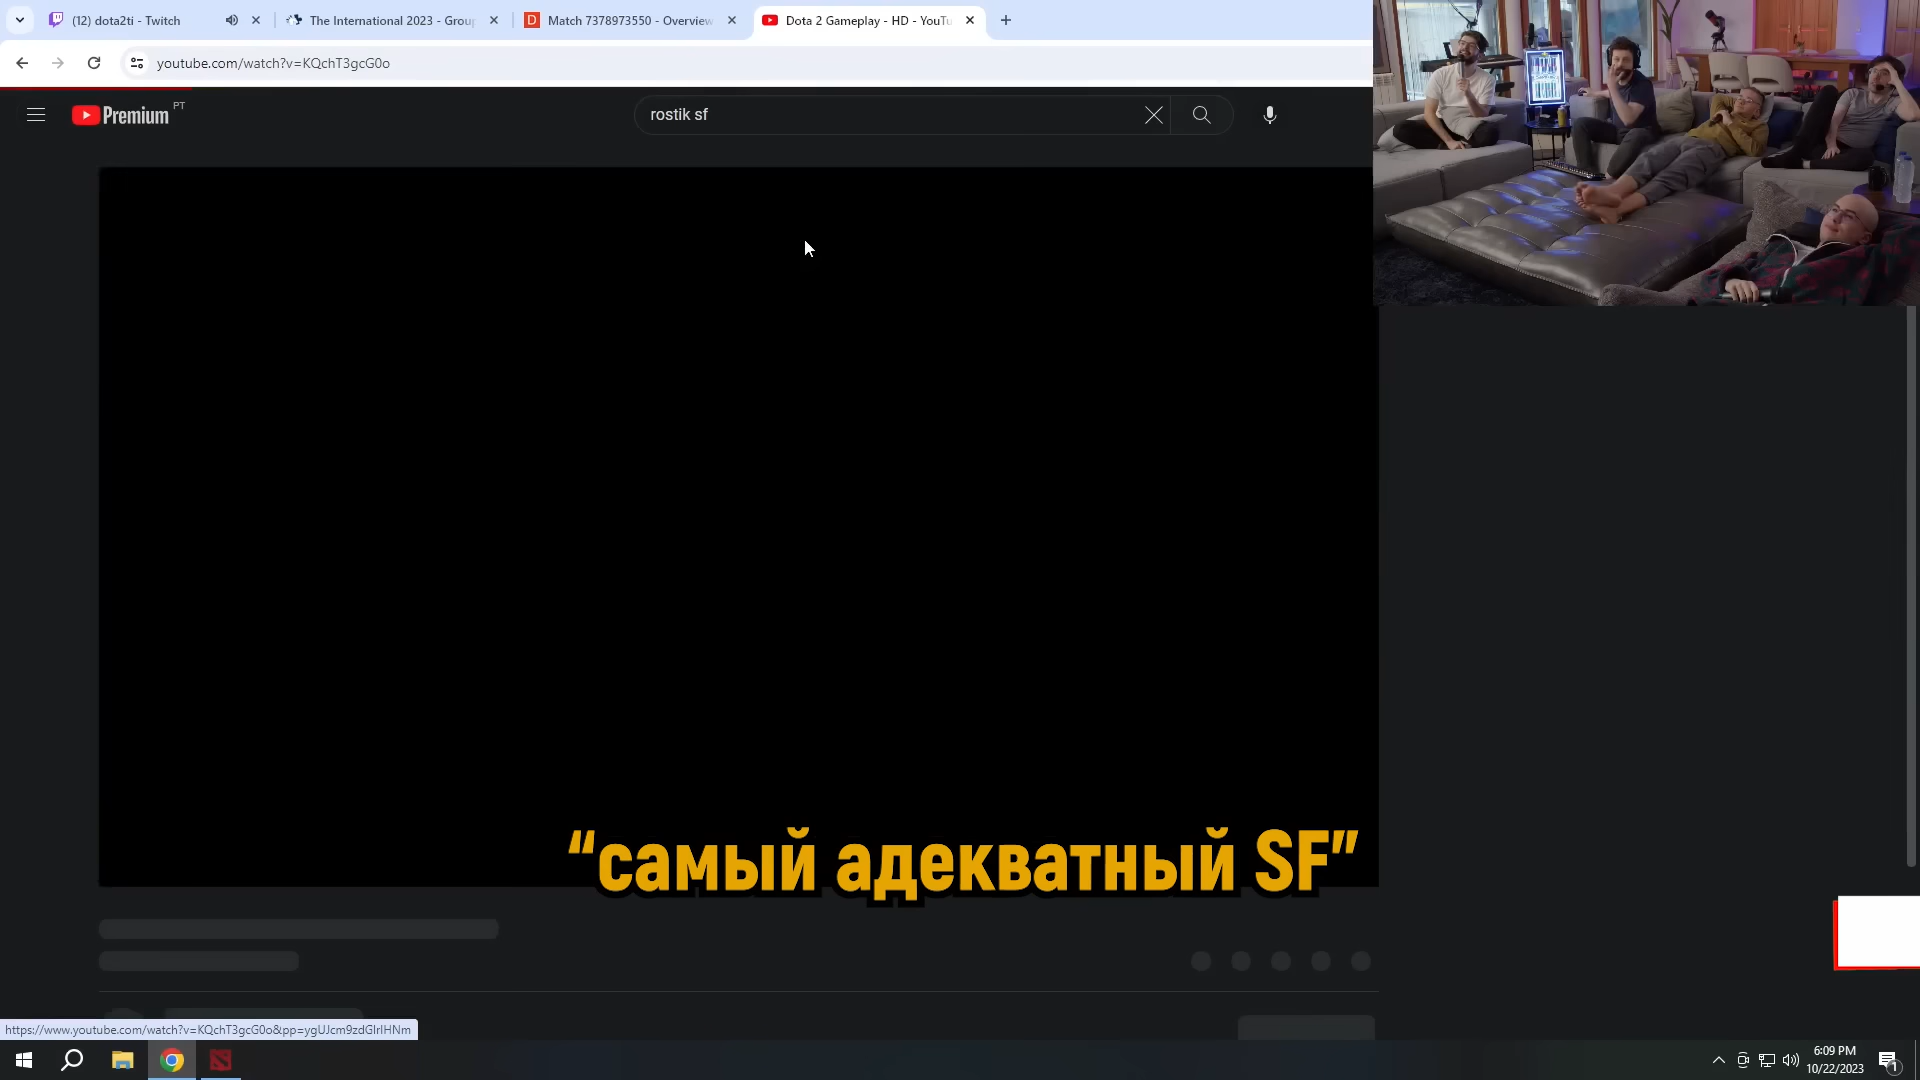 (12) dota2ti - Twitch
The International 2023 - Group
Match 7378973550 - Overview
Dota 2 Gameplay - HD - YouTu
youtube.com/watch?v=KQchT3gcG0o
Premium
PT
rostik sf
“самый адекватный SF”
https://www.youtube.com/watch?v=KQchT3gcG0o&pp=ygUJcm9zdGlrIHNm
6:09 PM
10/22/2023
1